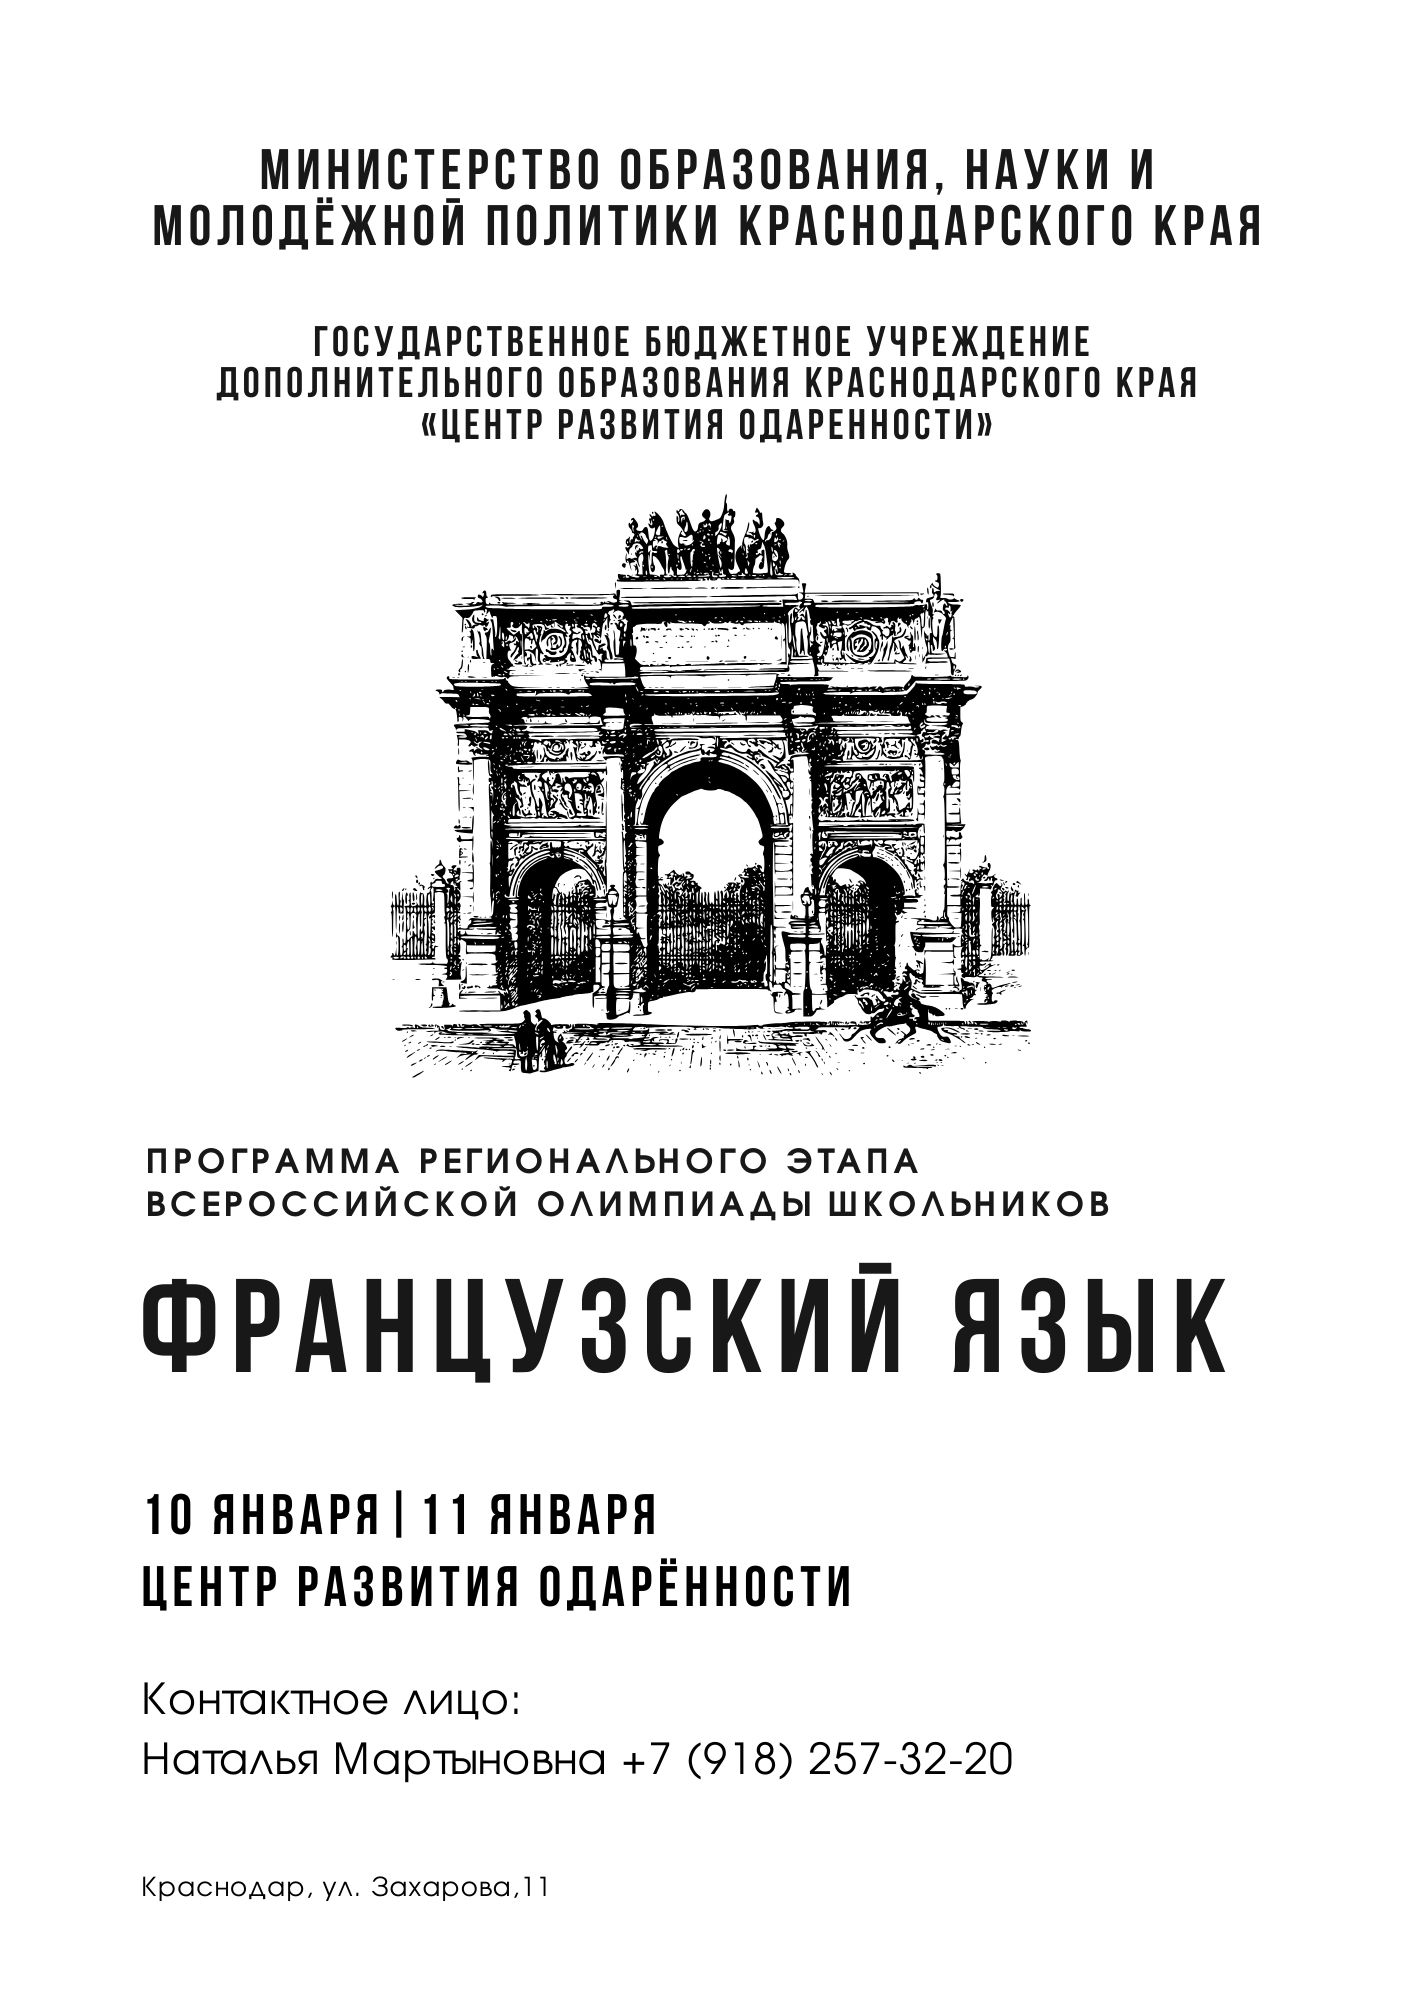 МИНИСТЕРСТВО ОБРАЗОВАНИЯ, НАУКИ И
МОЛОДЁЖНОЙ ПОЛИТИКИ КРАСНОДАРСКОГО КРАЯ
ГОСУДАРСТВЕННОЕ БЮДЖЕТНОЕ УЧРЕЖДЕНИЕ
ДОПОЛНИТЕЛЬНОГО ОБРАЗОВАНИЯ КРАСНОДАРСКОГО КРАЯ
«ЦЕНТР РАЗВИТИЯ ОДАРЕННОСТИ»
ПРОГРАММА РЕГИОНАЛЬНОГО ЭТАПА
ВСЕРОССИЙСКОЙ ОЛИМПИАДЫ ШКОЛЬНИКОВ
ФРАНЦУЗСКИЙ ЯЗЫК
10 ЯНВАРЯ|11 ЯНВАРЯ
ЦЕНТР РАЗВИТИЯ ОДАРЁННОСТИ
Контактное лицо:
Наталья Мартыновна +7 (918) 257-32-20
Краснодар, ул. Захарова,11